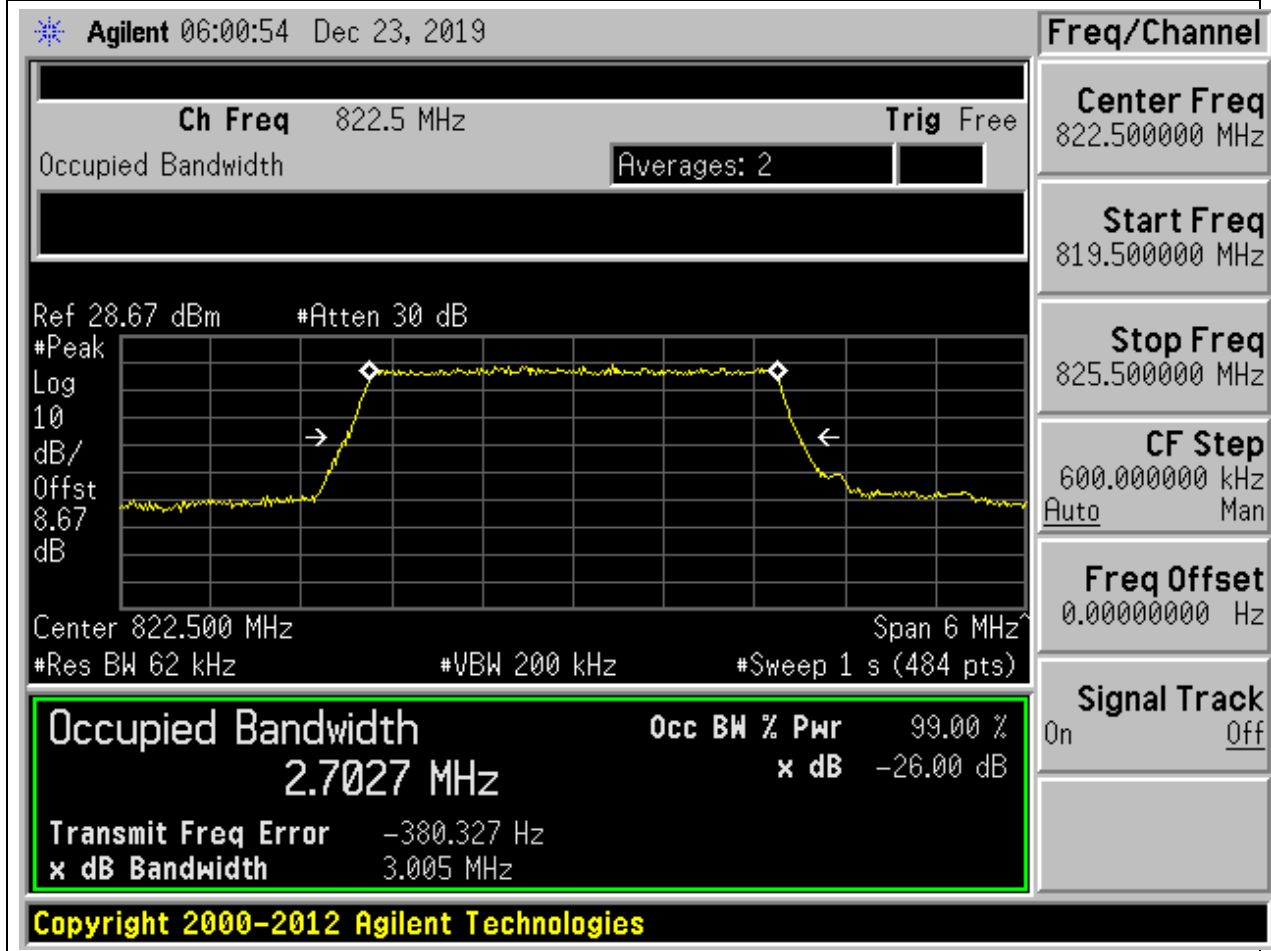 Agilent 06:00:54 Dec 23, 2019
Freq/Channel
Ch Freq 822.5 MHz Trig Free
Occupied Bandwidth Averages: 2
Center Freq
822.500000 MHz
Start Freq
819.500000 MHz
Stop Freq
825.500000 MHz
CF Step
600.000000 kHz
Auto Man
Freq Offset
0.00000000 Hz
Signal Track
On Off
Ref 28.67 dBm #Atten 30 dB
#Peak
Log
10
dB/
Offst
8.67
dB
Center 822.500 MHz Span 6 MHz^
#Res BW 62 kHz #VBW 200 kHz #Sweep 1 s (484 pts)
Occupied Bandwidth Occ BW % Pwr 99.00 %
2.7027 MHz x dB -26.00 dB
Transmit Freq Error -380.327 Hz
x dB Bandwidth 3.005 MHz
Copyright 2000-2012 Agilent Technologies